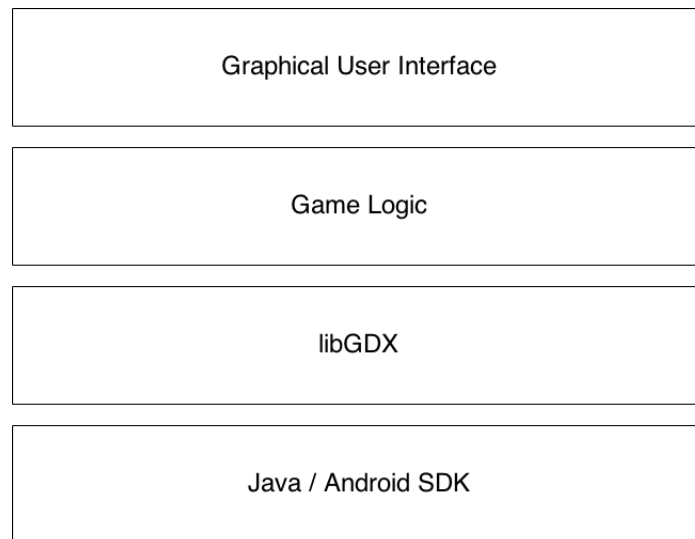 Graphical User Interface
Game Logic
libGDX
Java / Android SDK